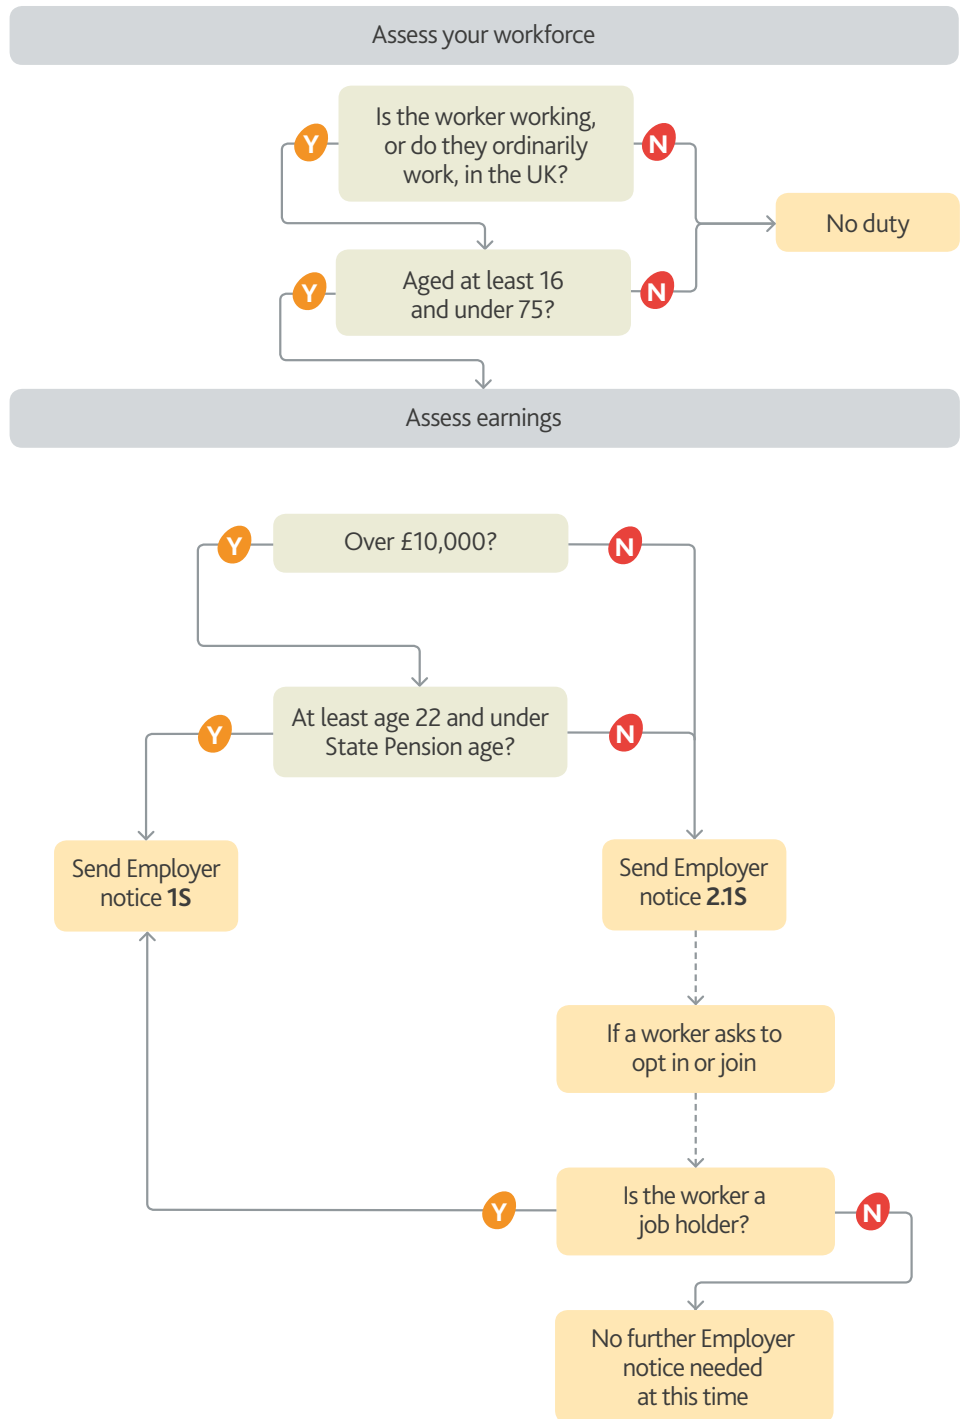 Assess your workforce
Is the worker working,
or do they ordinarily
work, in the UK?
Y
N
No duty
Aged at least 16
and under 75?
Y
N
Assess earnings
Over £10,000?
Y
N
At least age 22 and under
State Pension age?
Y
N
Send Employer
notice 1S
Send Employer
notice 2.1S
If a worker asks to
opt in or join
Is the worker a
job holder?
Y
N
No further Employer
notice needed
at this time